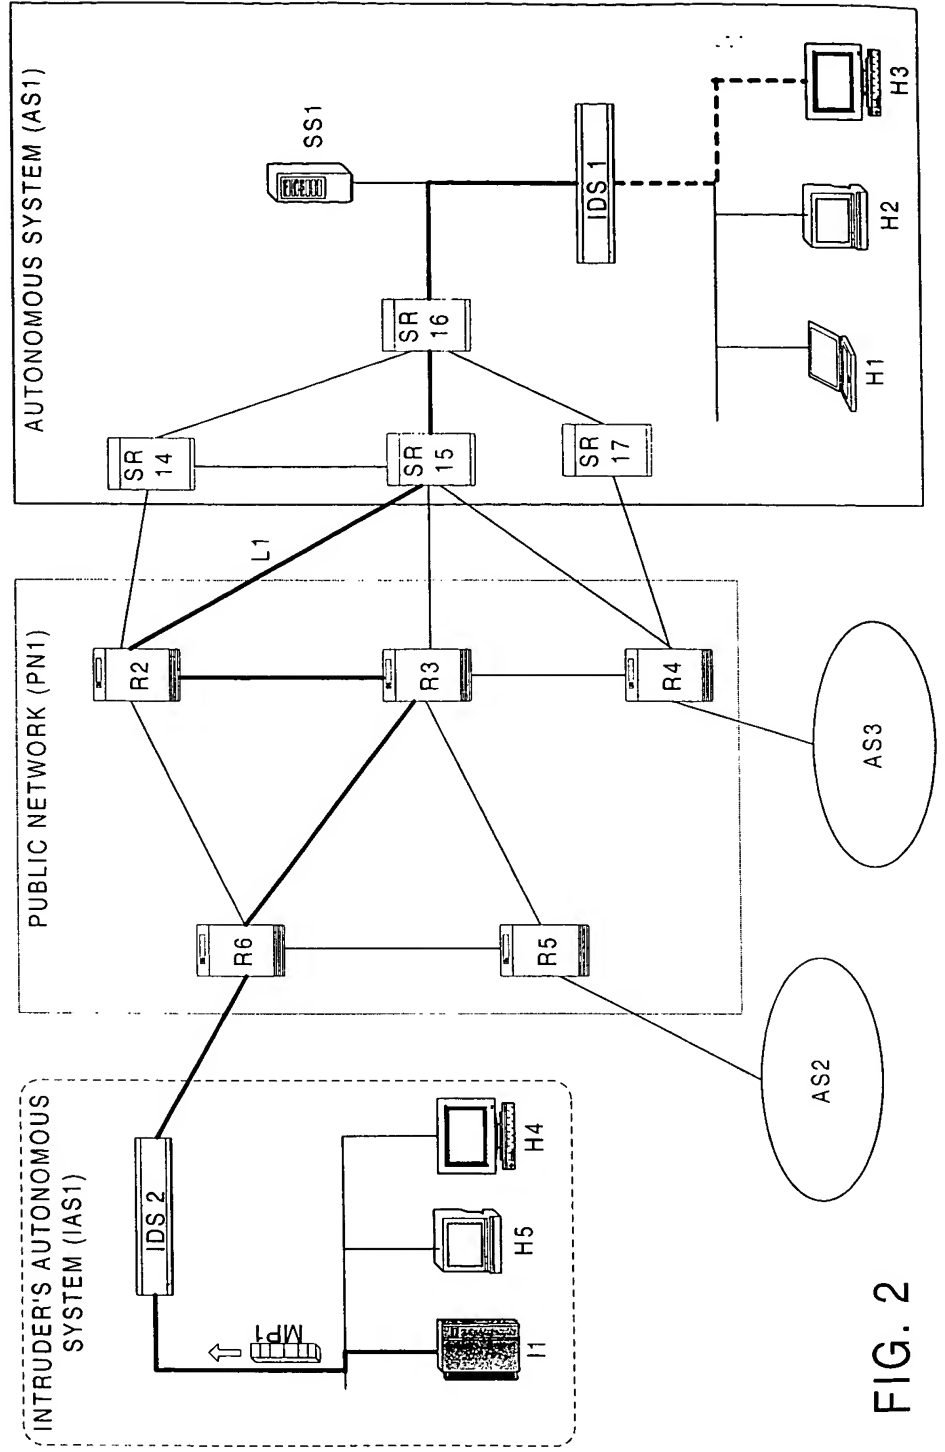 INTRUDER'S AUTONOMOUS
SYSTEM (IAS1)
IDS 2
MP1
I1
H5
H4
PUBLIC NETWORK (PN1)
R6
R5
R2
R3
R4
AS2
AS3
L1
AUTONOMOUS SYSTEM (AS1)
SR
14
SR
15
SR
17
SR
16
SS1
IDS 1
H1
H2
H3
FIG. 2